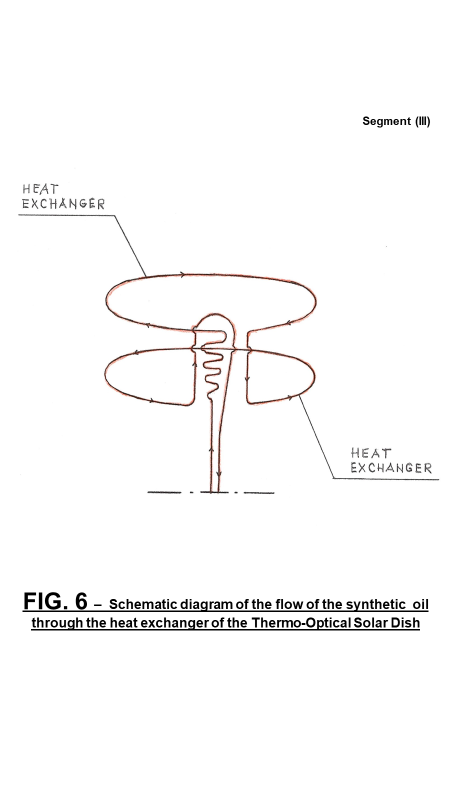 Segment (III)
HEAT
EXCHANGER
HEAT
EXCHANGER
FIG. 6 – Schematic diagram of the flow of the synthetic oil
through the heat exchanger of the Thermo-Optical Solar Dish